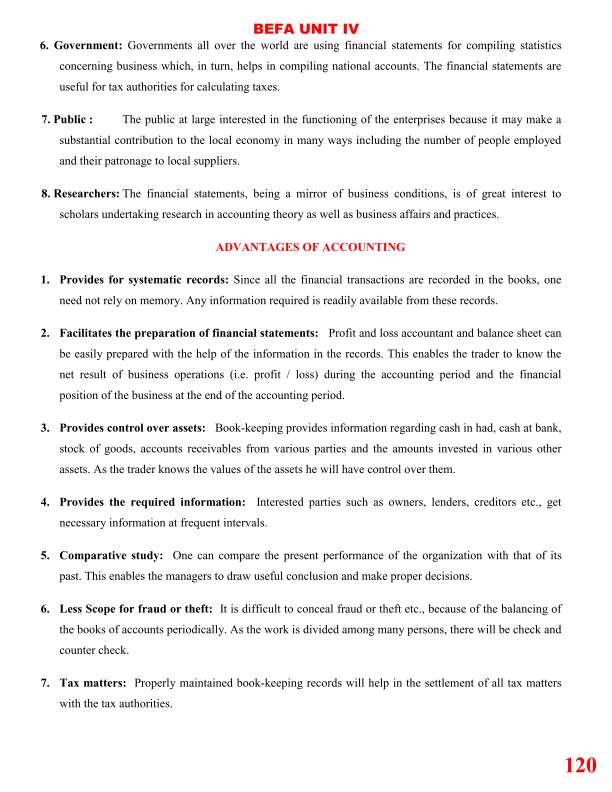 BEFA UNIT IV
6. Government: Governments all over the world are using financial statements for compiling statistics
concerning business which, in turn, helps in compiling national accounts. The financial statements are
useful for tax authorities for calculating taxes.
7. Public : The public at large interested in the functioning of the enterprises because it may make a
substantial contribution to the local economy in many ways including the number of people employed
and their patronage to local suppliers.
8. Researchers: The financial statements, being a mirror of business conditions, is of great interest to
scholars undertaking research in accounting theory as well as business affairs and practices.
ADVANTAGES OF ACCOUNTING
1. Provides for systematic records: Since all the financial transactions are recorded in the books, one
need not rely on memory. Any information required is readily available from these records.
2. Facilitates the preparation of financial statements: Profit and loss accountant and balance sheet can
be easily prepared with the help of the information in the records. This enables the trader to know the
net result of business operations (i.e. profit / loss) during the accounting period and the financial
position of the business at the end of the accounting period.
3. Provides control over assets: Book-keeping provides information regarding cash in had, cash at bank,
stock of goods, accounts receivables from various parties and the amounts invested in various other
assets. As the trader knows the values of the assets he will have control over them.
4. Provides the required information: Interested parties such as owners, lenders, creditors etc., get
necessary information at frequent intervals.
5. Comparative study: One can compare the present performance of the organization with that of its
past. This enables the managers to draw useful conclusion and make proper decisions.
6. Less Scope for fraud or theft: It is difficult to conceal fraud or theft etc., because of the balancing of
the books of accounts periodically. As the work is divided among many persons, there will be check and
counter check.
7. Tax matters: Properly maintained book-keeping records will help in the settlement of all tax matters
with the tax authorities.
120